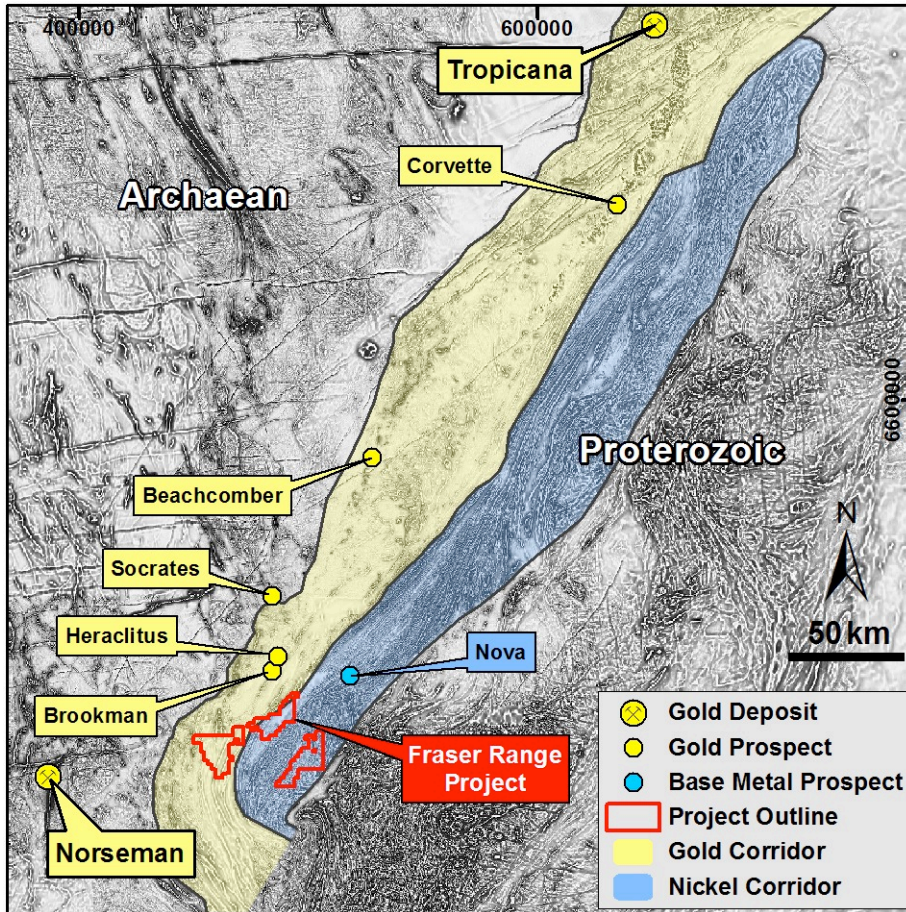 400000
600000
Tropicana
Corvette
Archaean
6600000
Proterozoic
Beachcomber
N
Socrates
50 km
Heraclitus
Nova
Brookman
Fraser Range
Project
Norseman
Gold Deposit
Gold Prospect
Base Metal Prospect
Project Outline
Gold Corridor
Nickel Corridor